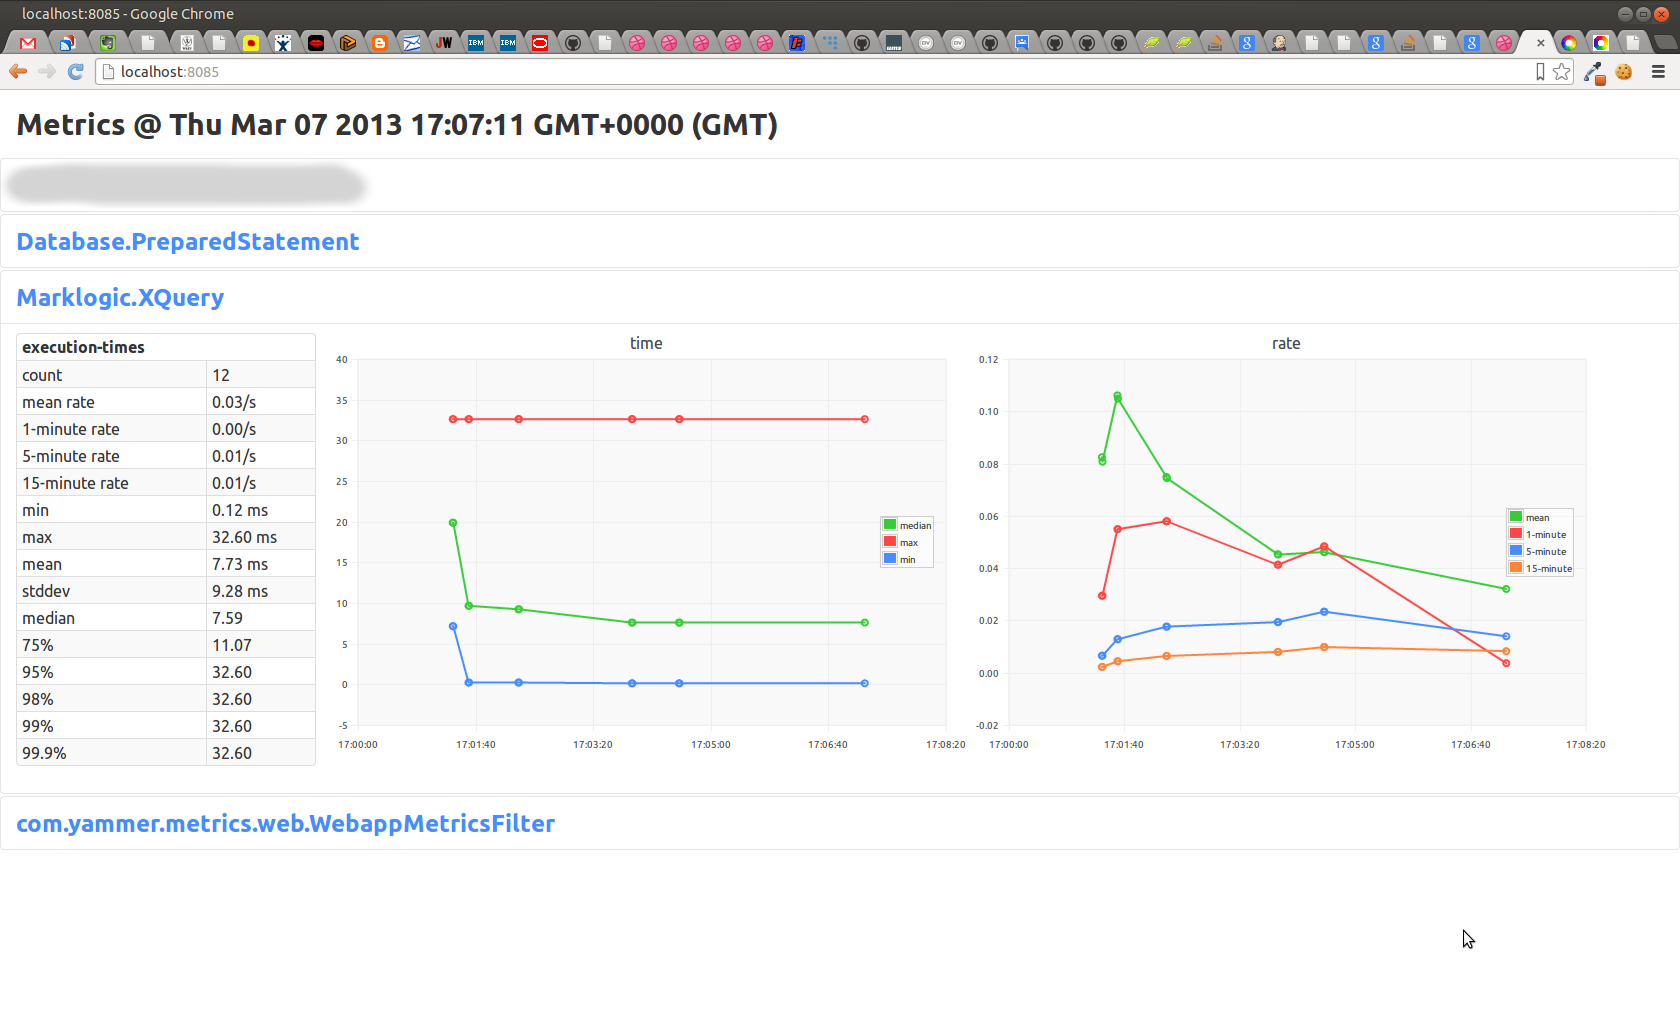 localhost:8085 - Google Chrome
JW
IBM
IBM
DV
DV
g
g
g
localhost:8085
Metrics @ Thu Mar 07 2013 17:07:11 GMT+0000 (GMT)
Database.PreparedStatement
Marklogic.XQuery
execution-times
count 12
mean rate 0.03/s
1-minute rate 0.00/s
5-minute rate 0.01/s
15-minute rate 0.01/s
min 0.12 ms
max 32.60 ms
mean 7.73 ms
stddev 9.28 ms
median 7.59
75% 11.07
95% 32.60
98% 32.60
99% 32.60
99.9% 32.60
time
40
35
30
25
20
15
10
5
0
-5
17:00:00 17:01:40 17:03:20 17:05:00 17:06:40 17:08:20
median
max
min
rate
0.12
0.10
0.08
0.06
0.04
0.02
0.00
-0.02
17:00:00 17:01:40 17:03:20 17:05:00 17:06:40 17:08:20
mean
1-minute
5-minute
15-minute
com.yammer.metrics.web.WebappMetricsFilter